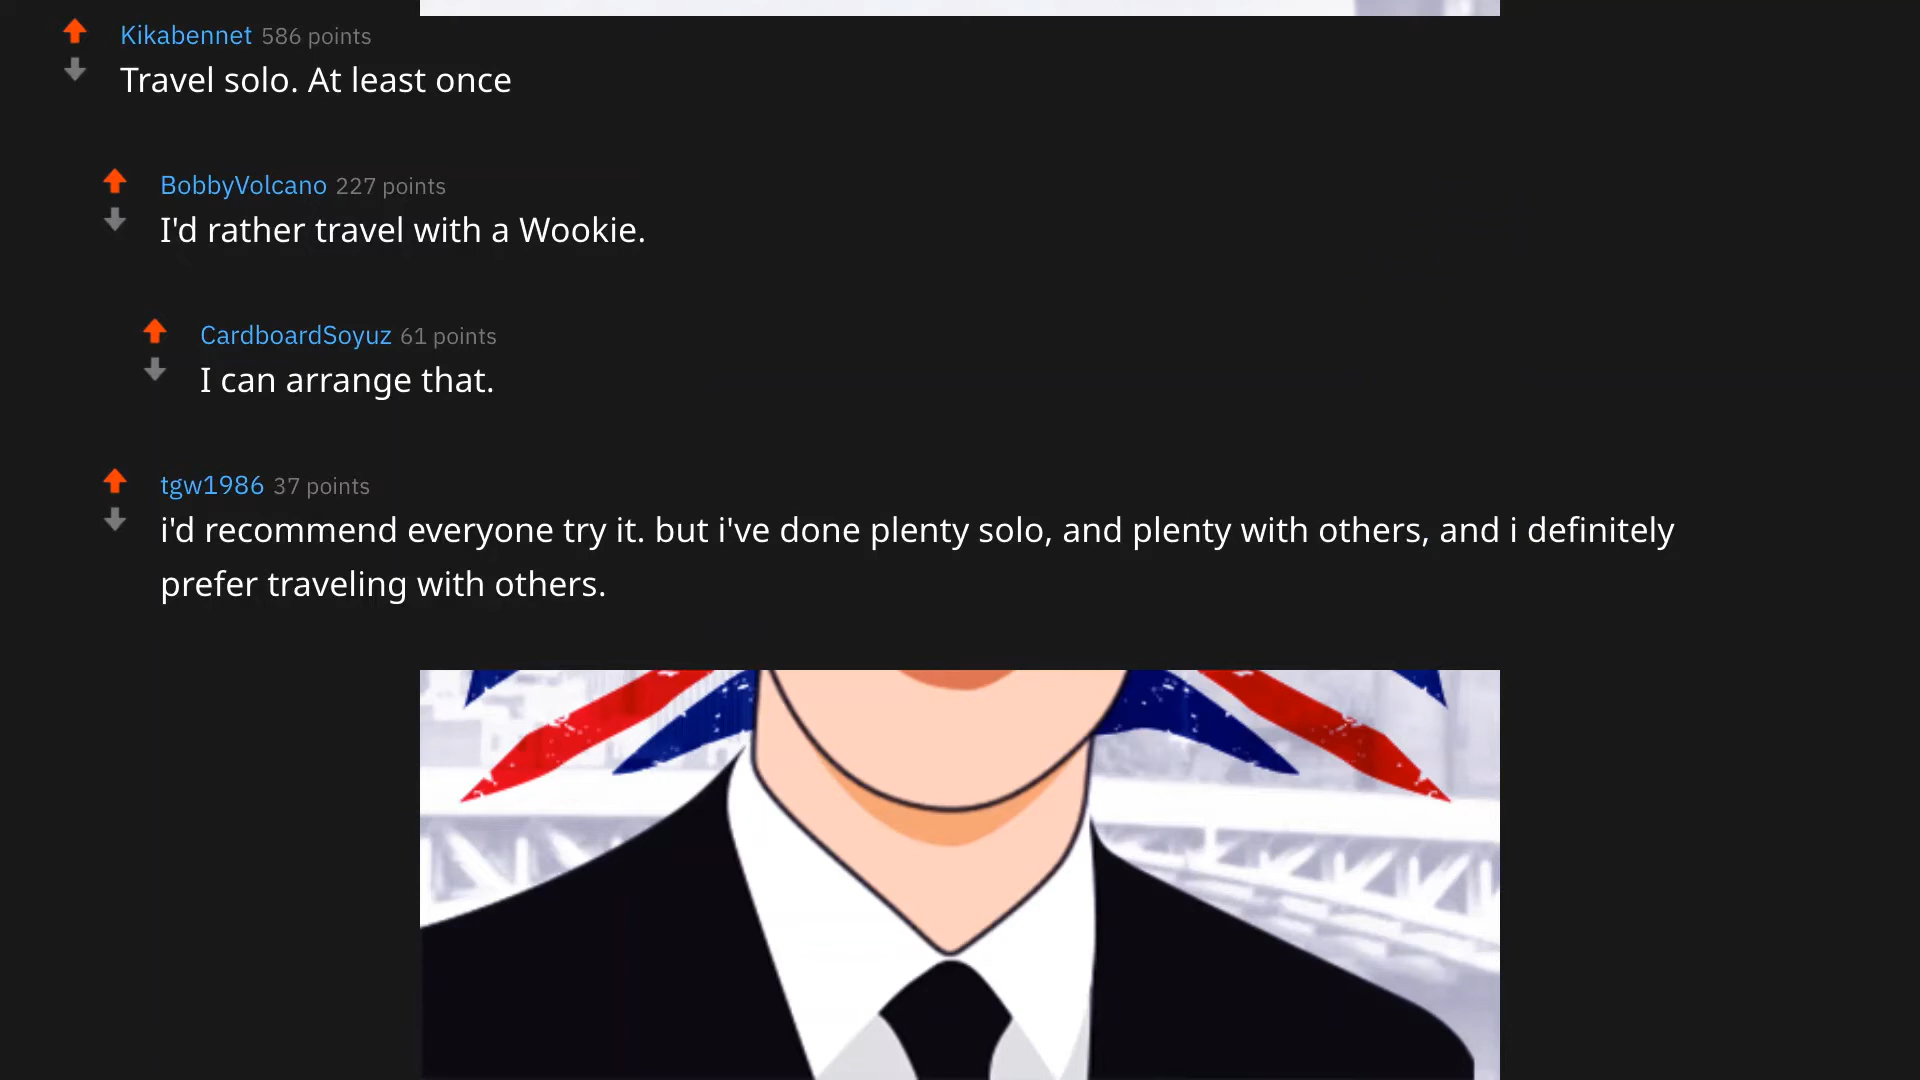 Kikabennet 586 points
Travel solo. At least once
BobbyVolcano 227 points
I'd rather travel with a Wookie.
CardboardSoyuz 61 points
I can arrange that.
tgw1986 37 points
i'd recommend everyone try it. but i've done plenty solo, and plenty with others, and i definitely
prefer traveling with others.